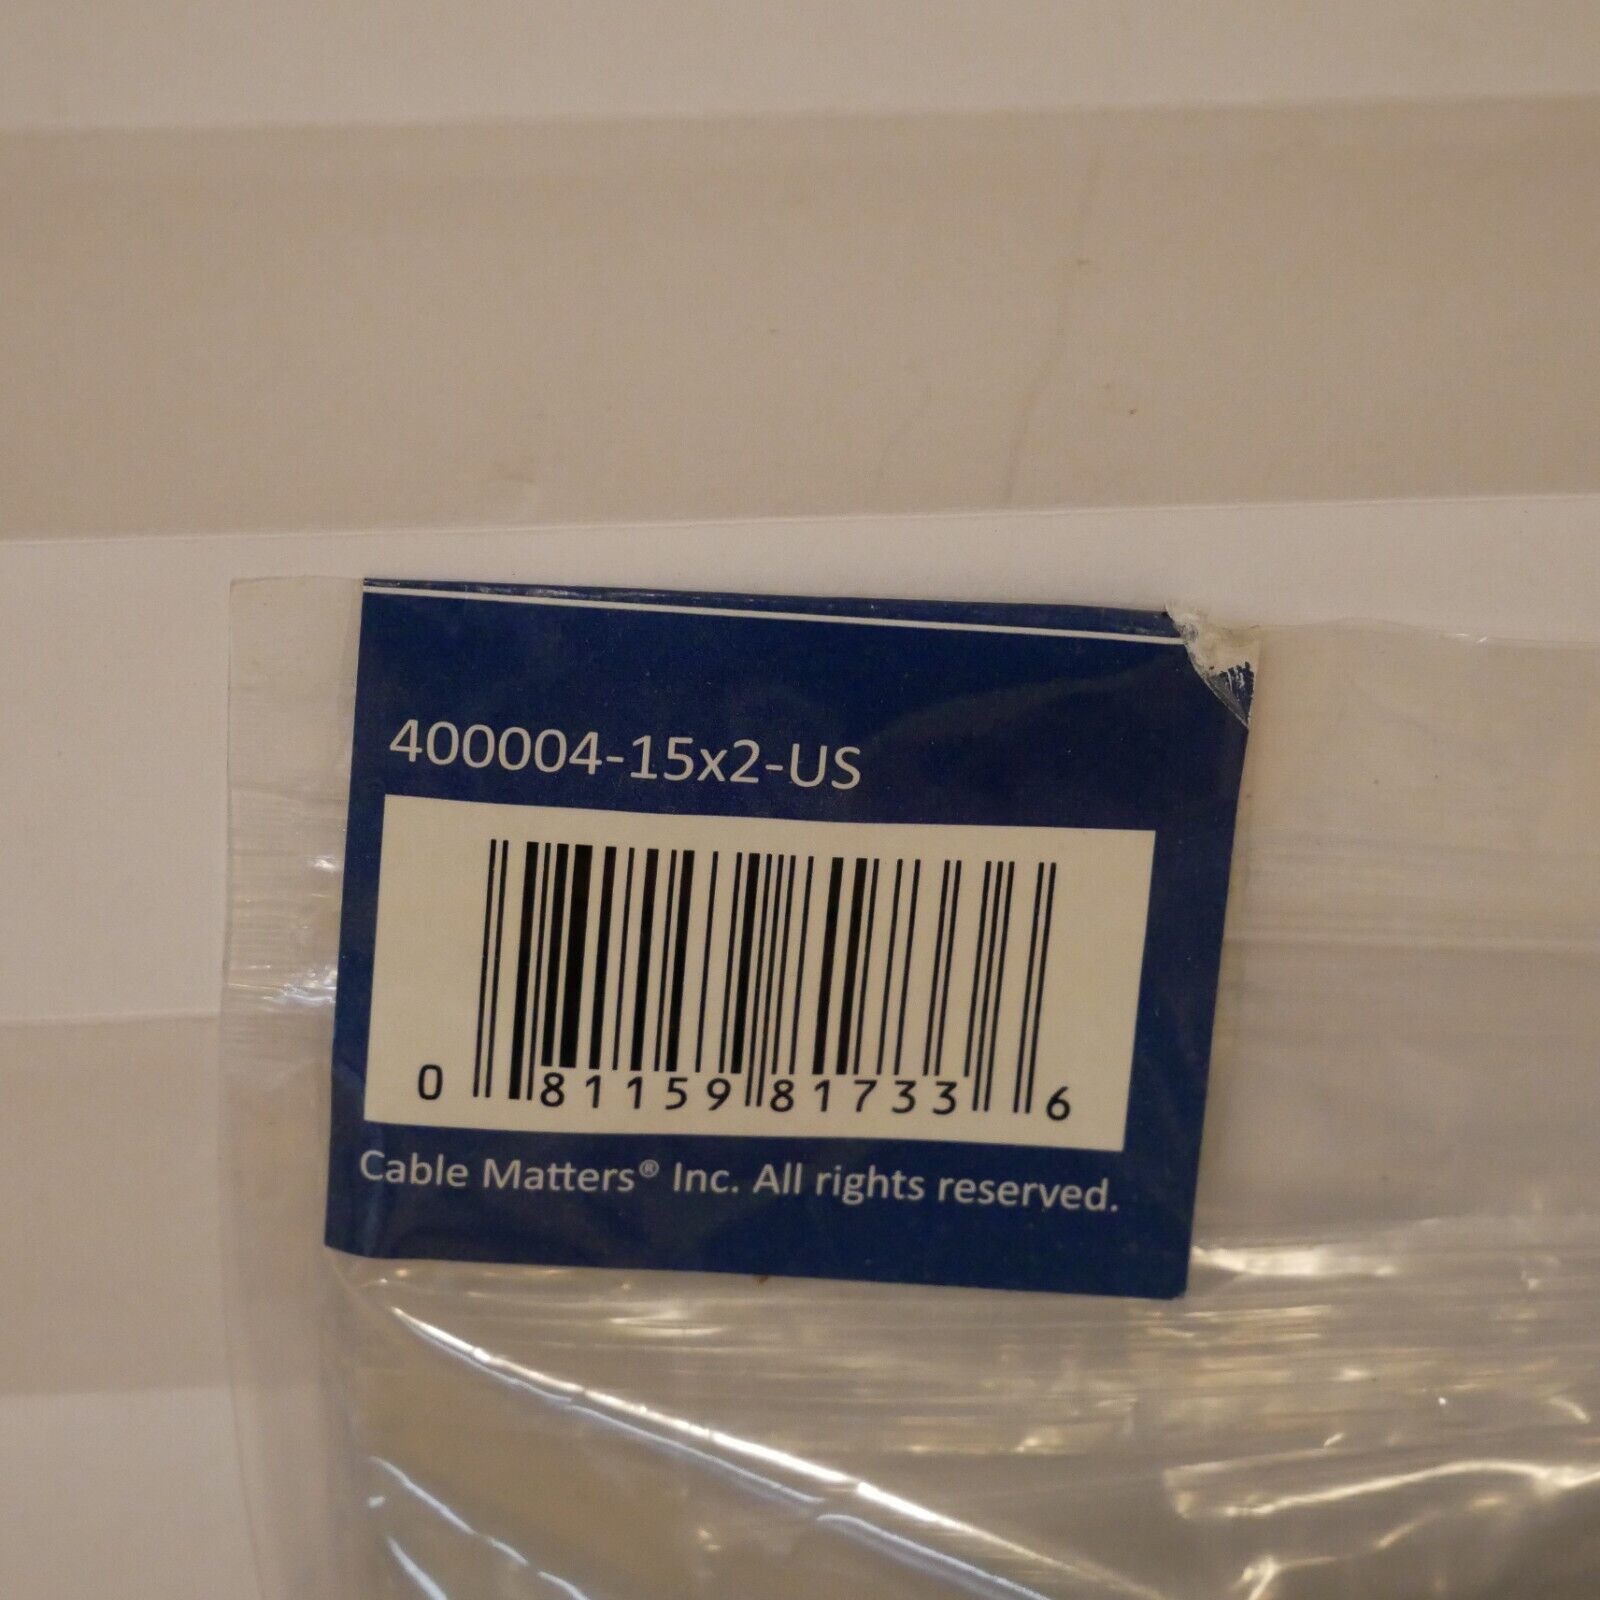 400004-15x2-US
0 81159 81733 6
Cable Matters® Inc. All rights reserved.